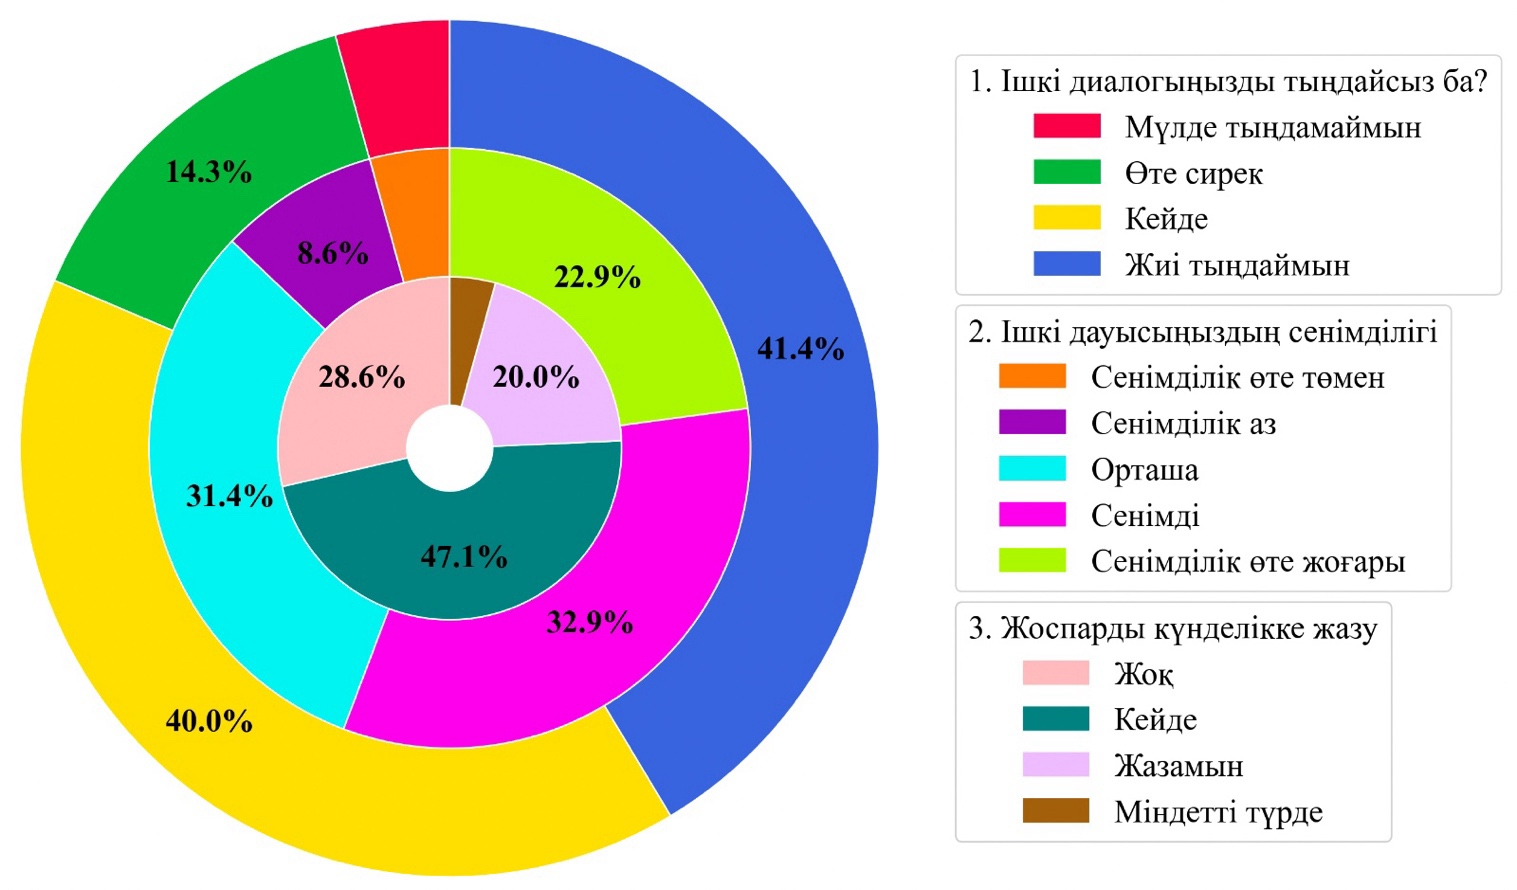 14.3%
8.6%
22.9%
41.4%
28.6%
20.0%
31.4%
47.1%
32.9%
40.0%
1. Ішкі диалогыңызды тыңдайсыз ба?
Мүлде тыңдамаймын
Өте сирек
Кейде
Жиі тыңдаймын
2. Ішкі дауысыңыздың сенімділігі
Сенімділік өте төмен
Сенімділік аз
Орташа
Сенімді
Сенімділік өте жоғары
3. Жоспарды күнделікке жазу
Жоқ
Кейде
Жазамын
Міндетті түрде